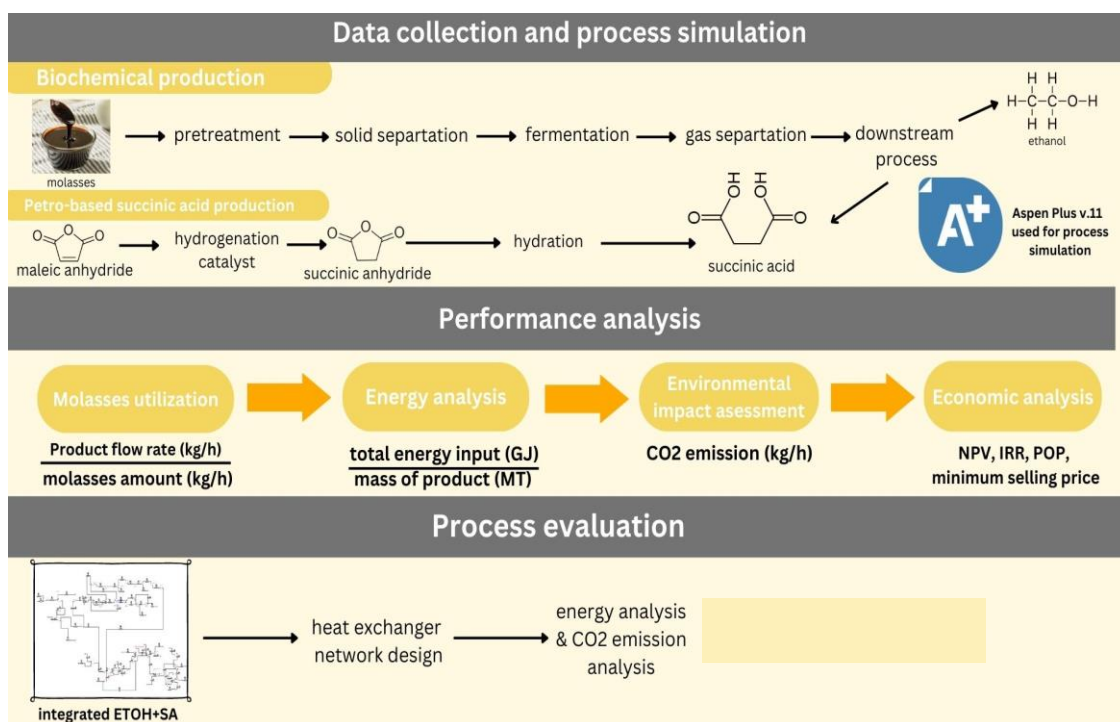 Data collection and process simulation
Biochemical production
molasses
pretreatment
solid separtation
fermentation
gas separtation
downstream
process
H H
H-C-C-O-H
H H
ethanol
Petro-based succinic acid production
O O O
maleic anhydride
hydrogenation
catalyst
O O O
succinic anhydride
hydration
OH HO
O O
succinic acid
A+
Aspen Plus v.11
used for process
simulation
Performance analysis
Molasses utilization
Product flow rate (kg/h)
molasses amount (kg/h)
Energy analysis
total energy input (GJ)
mass of product (MT)
Environmental
impact asessment
CO2 emission (kg/h)
Economic analysis
NPV, IRR, POP,
minimum selling price
Process evaluation
integrated ETOH+SA
heat exchanger
network design
energy analysis
& CO2 emission
analysis